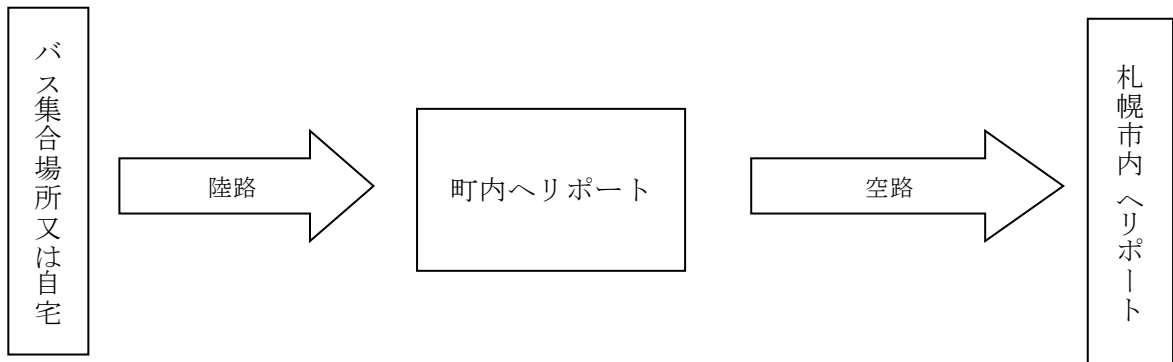 バス集合場所又は自宅
陸路
町内ヘリポート
空路
札幌市内ヘリポート